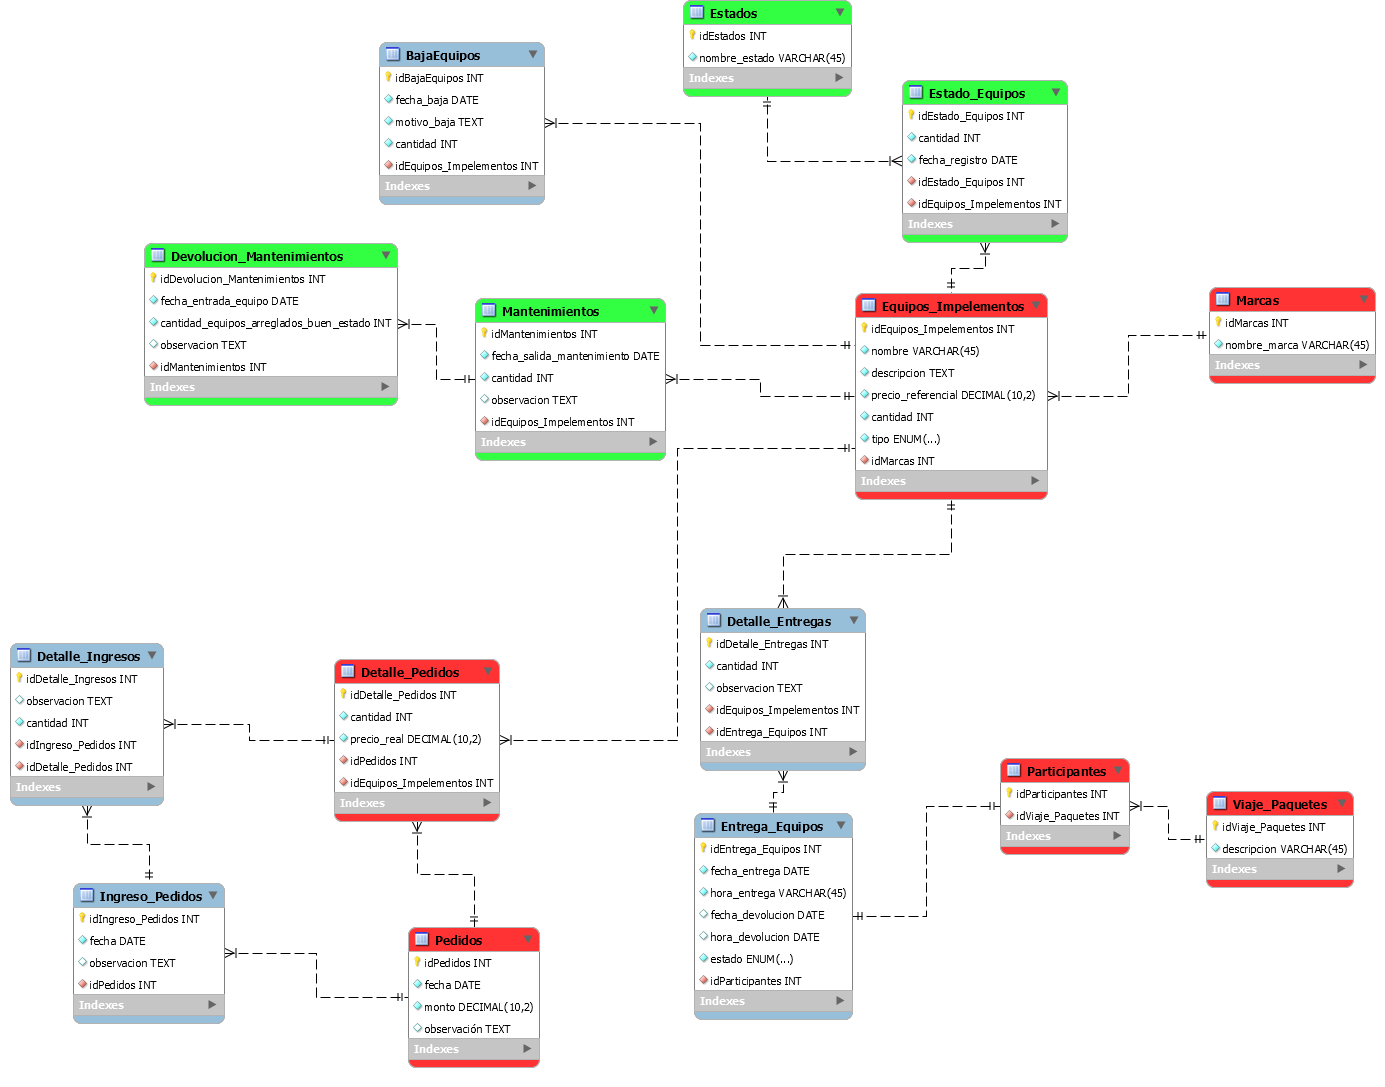 Estados
idEstados INT
nombre_estado VARCHAR(45)
Indexes
BajaEquipos
idBajaEquipos INT
fecha_baja DATE
motivo_baja TEXT
cantidad INT
idEquipos_Impelementos INT
Indexes
Estado_Equipos
idEstado_Equipos INT
cantidad INT
fecha_registro DATE
idEstado_Equipos INT
idEquipos_Impelementos INT
Indexes
Devolucion_Mantenimientos
idDevolucion_Mantenimientos INT
fecha_entrada_equipo DATE
cantidad_equipos_arreglados_buen_estado INT
observacion TEXT
idMantenimientos INT
Indexes
Mantenimientos
idMantenimientos INT
fecha_salida_mantenimiento DATE
cantidad INT
observacion TEXT
idEquipos_Impelementos INT
Indexes
Equipos_Impelementos
idEquipos_Impelementos INT
nombre VARCHAR(45)
descripcion TEXT
precio_referencial DECIMAL(10,2)
cantidad INT
tipo ENUM(...)
idMarcas INT
Indexes
Marcas
idMarcas INT
nombre_marca VARCHAR(45)
Indexes
Detalle_Entregas
idDetalle_Entregas INT
cantidad INT
observacion TEXT
idEquipos_Impelementos INT
idEntrega_Equipos INT
Indexes
Detalle_Ingresos
idDetalle_Ingresos INT
observacion TEXT
cantidad INT
idIngreso_Pedidos INT
idDetalle_Pedidos INT
Indexes
Detalle_Pedidos
idDetalle_Pedidos INT
cantidad INT
precio_real DECIMAL(10,2)
idPedidos INT
idEquipos_Impelementos INT
Indexes
Participantes
idParticipantes INT
idViaje_Paquetes INT
Indexes
Viaje_Paquetes
idViaje_Paquetes INT
descripcion VARCHAR(45)
Indexes
Entrega_Equipos
idEntrega_Equipos INT
fecha_entrega DATE
hora_entrega VARCHAR(45)
fecha_devolucion DATE
hora_devolucion DATE
estado ENUM(...)
idParticipantes INT
Indexes
Ingreso_Pedidos
idIngreso_Pedidos INT
fecha DATE
observacion TEXT
idPedidos INT
Indexes
Pedidos
idPedidos INT
fecha DATE
monto DECIMAL(10,2)
observación TEXT
Indexes